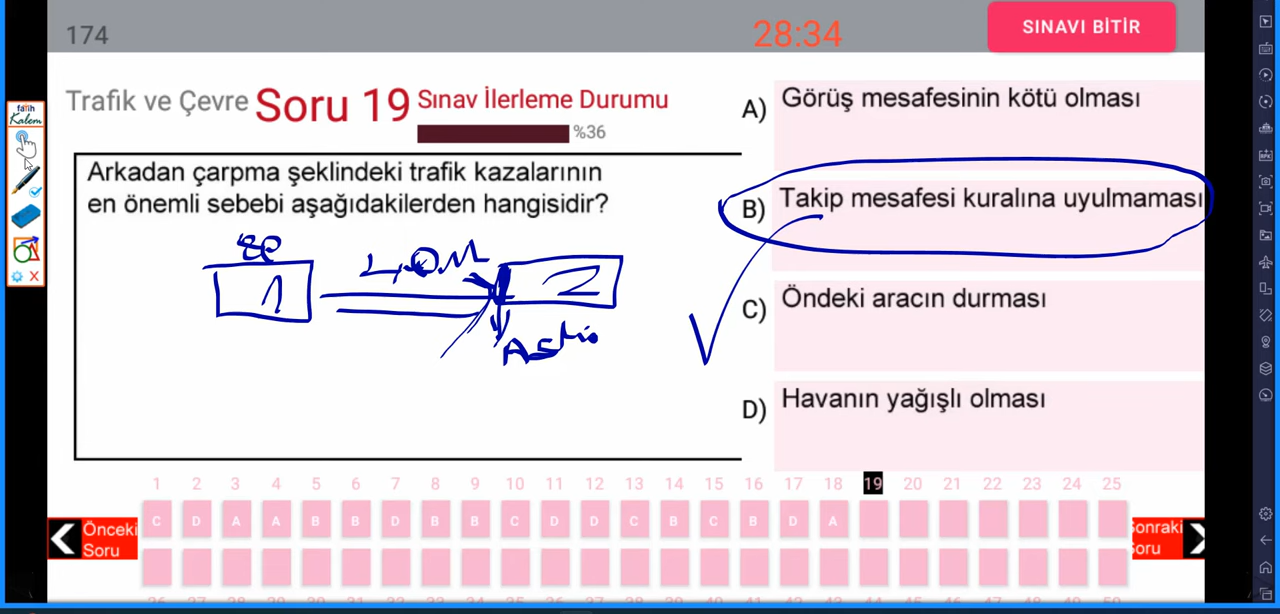 174
28:34
SINAVI BİTİR
fatih
Kalem
Trafik ve Çevre Soru 19 Sınav İlerleme Durumu
%36
Arkadan çarpma şeklindeki trafik kazalarının
en önemli sebebi aşağıdakilerden hangisidir?
80
1
40M
2
A) Görüş mesafesinin kötü olması
B) Takip mesafesi kuralına uyulmaması
C) Öndeki aracın durması
D) Havanın yağışlı olması
1 2 3 4 5 6 7 8 9 10 11 12 13 14 15 16 17 18 19 20 21 22 23 24 25
C D A A B B D B B C D D C B C B D A
Önceki
Soru
Sonraki
Soru